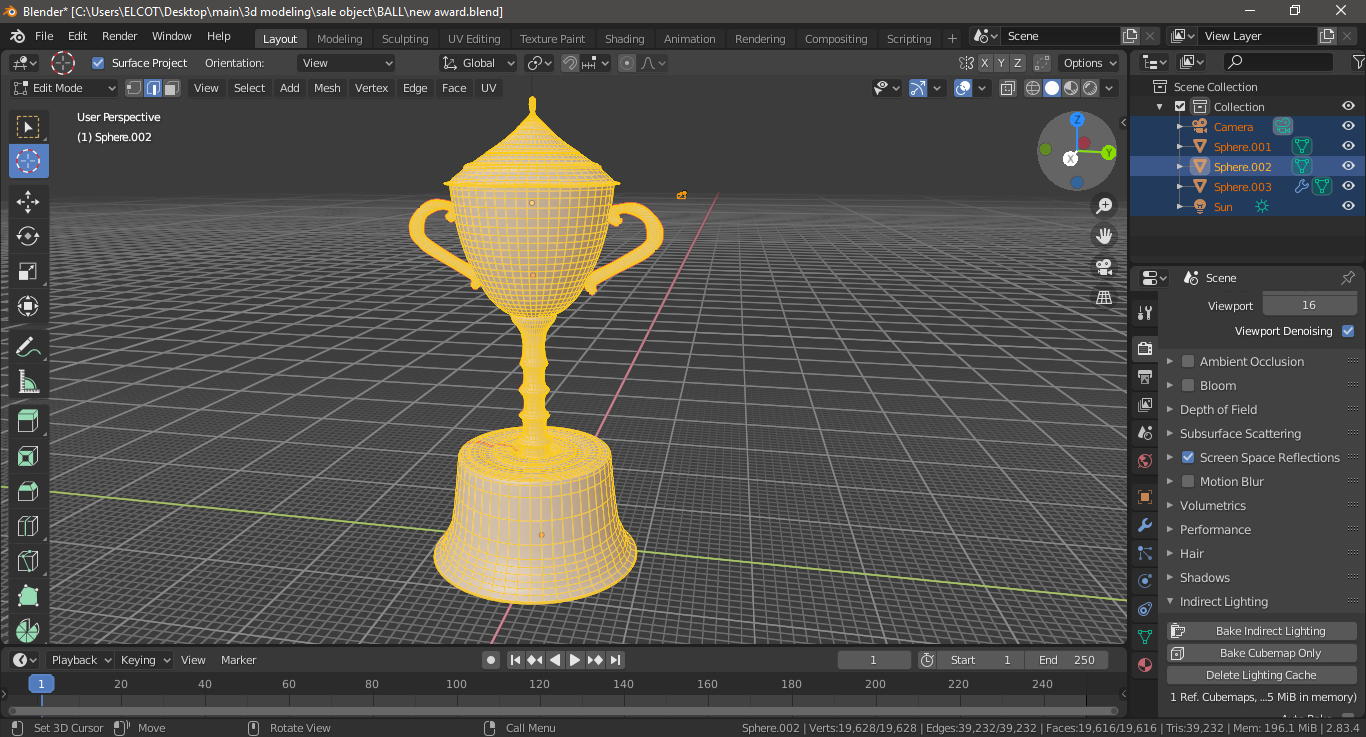 Blender* [C:\Users\ELCOT\Desktop\main\3d modeling\sale object\BALL\new award.blend]
File Edit Render Window Help Layout Modeling Sculpting UV Editing Texture Paint Shading Animation Rendering Compositing Scripting + Scene View Layer
Surface Project Orientation: View Global X Y Z Options
Edit Mode View Select Add Mesh Vertex Edge Face UV
User Perspective
(1) Sphere.002
Z
Y
X
Scene Collection
Collection
Camera
Sphere.001
Sphere.002
Sphere.003
Sun
Scene
Viewport 16
Viewport Denoising
Ambient Occlusion
Bloom
Depth of Field
Subsurface Scattering
Screen Space Reflections
Motion Blur
Volumetrics
Performance
Hair
Shadows
Indirect Lighting
Bake Indirect Lighting
Bake Cubemap Only
Delete Lighting Cache
1 Ref. Cubemaps, ...5 MiB in memory)
Playback Keying View Marker 1 Start 1 End 250
1 20 40 60 80 100 120 140 160 180 200 220 240
Set 3D Cursor Move Rotate View Call Menu Sphere.002 | Verts:19,628/19,628 | Edges:39,232/39,232 | Faces:19,616/19,616 | Tris:39,232 | Mem: 196.1 MiB | 2.83.4